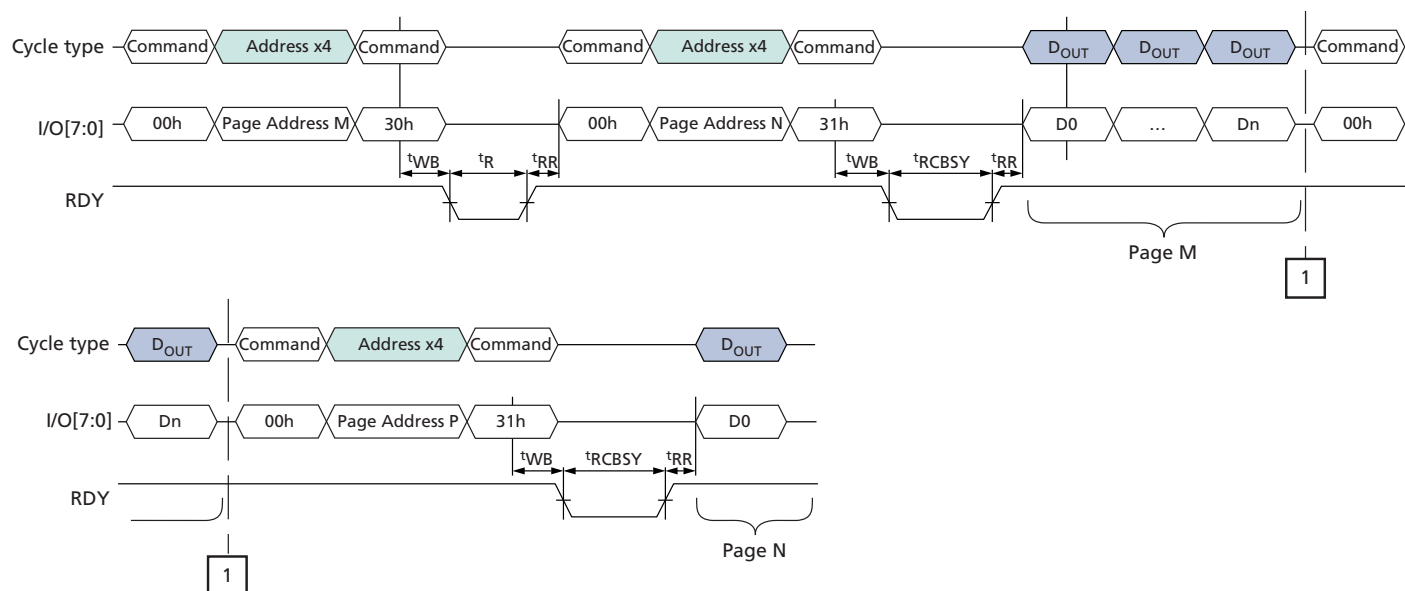 Cycle type Command Address x4 Command Command Address x4 Command DOUT DOUT DOUT Command
I/O[7:0] 00h Page Address M 30h 00h Page Address N 31h D0 … Dn 00h
tWB tR tRR tWB tRCBSY tRR
RDY
Page M
1
Cycle type DOUT Command Address x4 Command DOUT
I/O[7:0] Dn 00h Page Address P 31h D0
tWB tRCBSY tRR
RDY
Page N
1